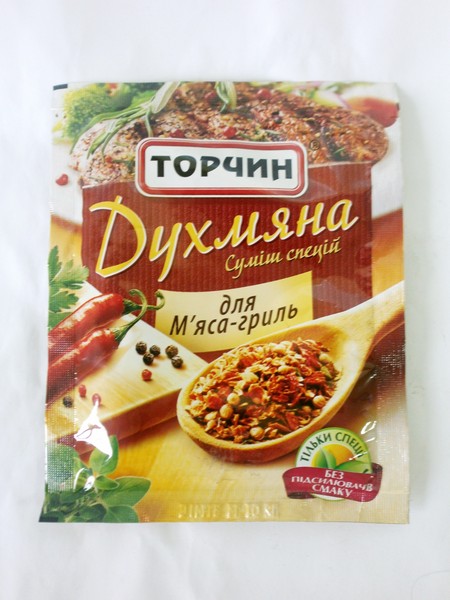 ТОРЧИН
Духмяна
Суміш спецій
для
М'яса-гриль
ТІЛЬКИ СПЕЦІЇ
БЕЗ
ПІДСИЛЮВАЧІВ
СМАКУ